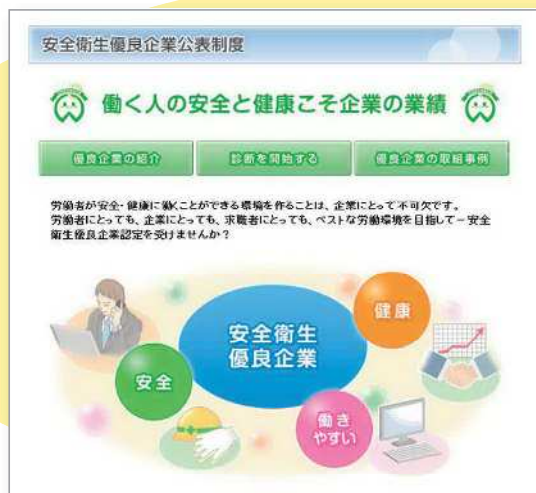 安全衛生優良企業公表制度
働く人の安全と健康こそ企業の業績
優良企業の紹介
診断を開始する
優良企業の取組事例
労働者が安全・健康に働くことができる環境を作ることは、企業にとって不可欠です。
労働者にとっても、企業にとっても、求職者にとっても、ベストな労働環境を目指して－安全
衛生優良企業認定を受けませんか？
健康
安全衛生
優良企業
安全
働き
やすい